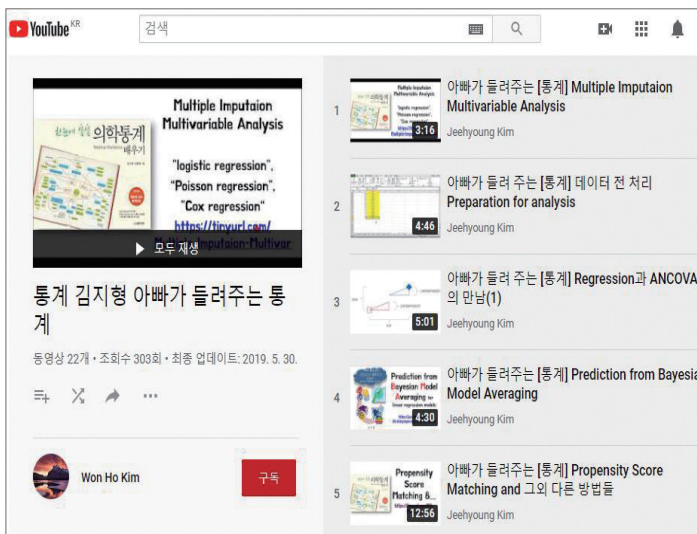 YouTube KR
검색
Multiple Imputaion
Multivariable Analysis
한눈에 쉬운 의학통계
배우기
"logistic regression",
"Poisson regression",
"Cox regression"
https://tinyurl.com/
Multiple-Imputaion-Multivar
모두 재생
통계 김지형 아빠가 들려주는 통
계
동영상 22개 • 조회수 303회 • 최종 업데이트: 2019. 5. 30.
Won Ho Kim
구독
1
3:16
아빠가 들려주는 [통계] Multiple Imputaion
Multivariable Analysis
Jeehyoung Kim
2
4:46
아빠가 들려 주는 [통계] 데이터 전 처리
Preparation for analysis
Jeehyoung Kim
3
5:01
아빠가 들려 주는 [통계] Regression과 ANCOVA
의 만남(1)
Jeehyoung Kim
4
Prediction from
Bayesian Model
Averaging for
4:30
아빠가 들려주는 [통계] Prediction from Bayesia
Model Averaging
Jeehyoung Kim
5
Propensity
Score
Matching &...
12:56
아빠가 들려주는 [통계] Propensity Score
Matching and 그외 다른 방법들
Jeehyoung Kim